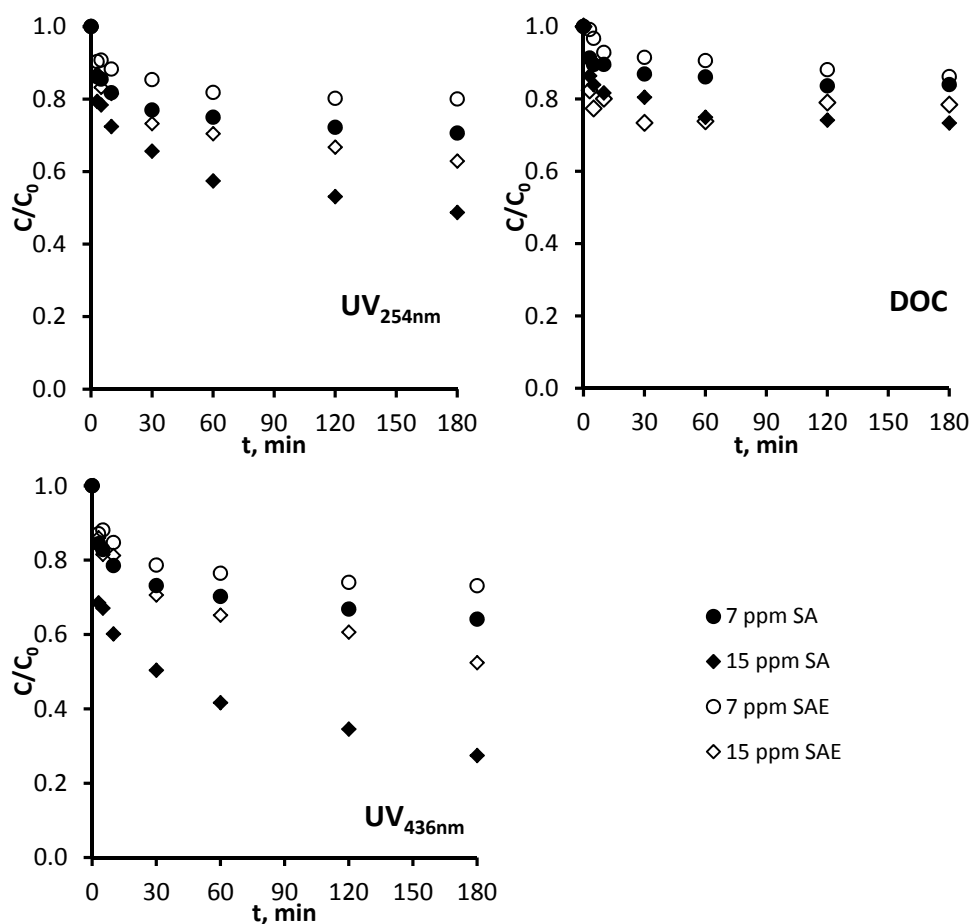 1.0
0.8
0.6
0.4
0.2
0.0
C/C₀
UV₂₅₄ₙₘ
0 30 60 90 120 150 180
t, min
1.0
0.8
0.6
0.4
0.2
0.0
C/C₀
DOC
0 30 60 90 120 150 180
t, min
1.0
0.8
0.6
0.4
0.2
0.0
C/C₀
UV₄₃₆ₙₘ
0 30 60 90 120 150 180
t, min
7 ppm SA
15 ppm SA
7 ppm SAE
15 ppm SAE